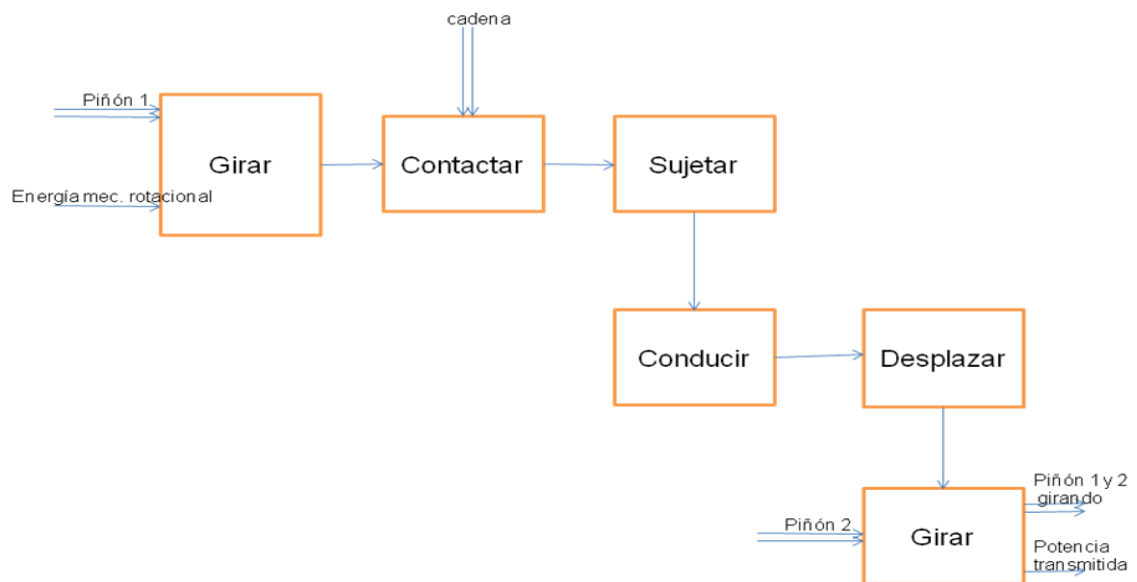 cadena
Piñón 1
Girar
Contactar
Sujetar
Energía mec. rotacional
Conducir
Desplazar
Piñón 1 y 2
girando
Piñón 2
Girar
Potencia
transmitida